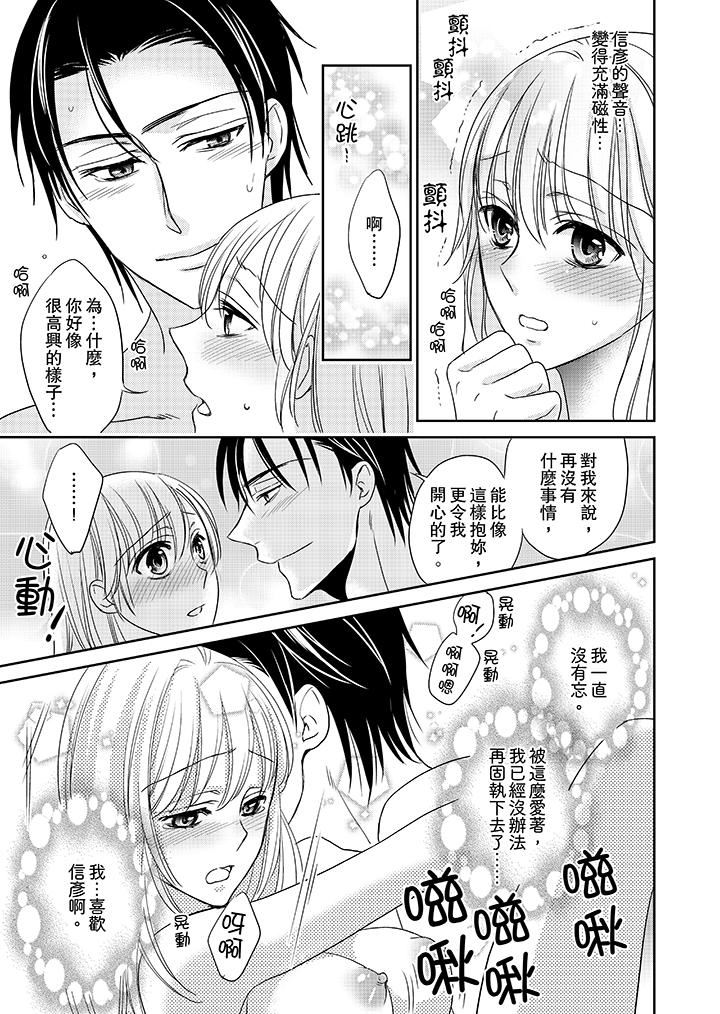 信彥的聲音…
變得充滿磁性…
顫抖
顫抖
顫抖
哈啊
哈啊
心跳…
啊……
為…什麼，
你好像
很高興的樣子…
哈啊
哈啊
對我來說，
再沒有
什麼事情，
能比像
這樣抱妳，
更令我
開心的了。
……！
心動！
我一直
沒有忘。
晃動
啊！
晃動
啊啊
嗯
被這麼愛著，
我已經沒辦法
再固執下去了……
我…喜歡
信彥啊。
晃動
呀啊
滋啾
滋啾
滋啾